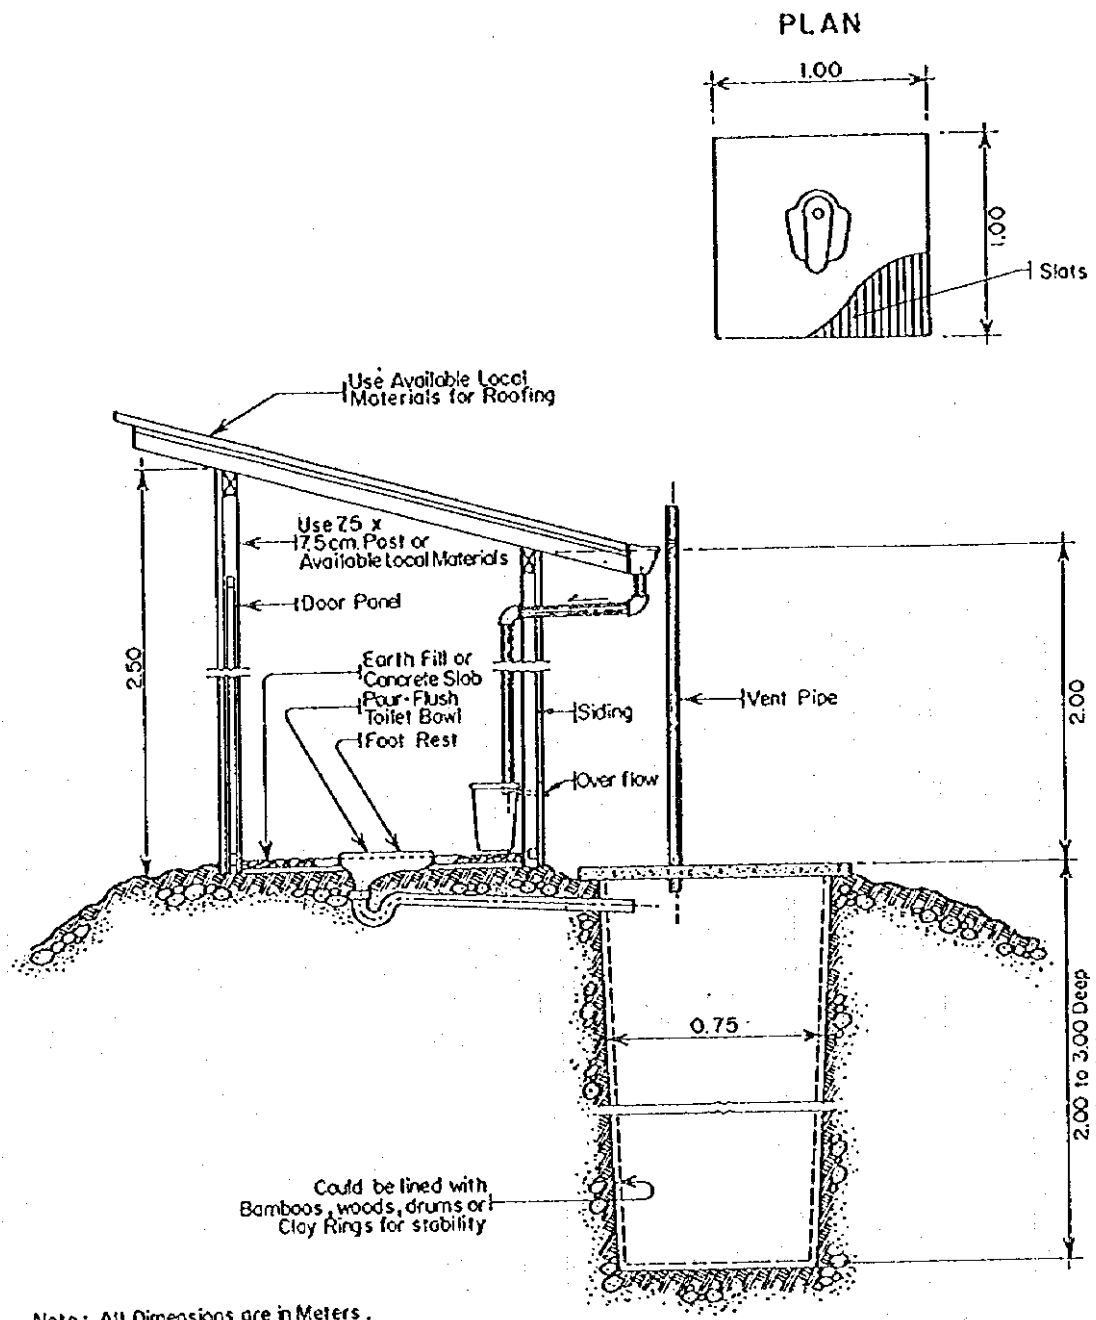 PLAN
1.00
1.00
Slats
Use Available Local
Materials for Roofing
Use 7.5 x
7.5cm. Post or
Available Local Materials
Door Panel
2.50
Earth Fill or
Concrete Slab
Pour-Flush
Toilet Bowl
Foot Rest
Siding
Over flow
Vent Pipe
2.00
0.75
2.00 to 3.00 Deep
Could be lined with
Bamboos, woods, drums or
Clay Rings for stability
Note: All Dimensions are in Meters.